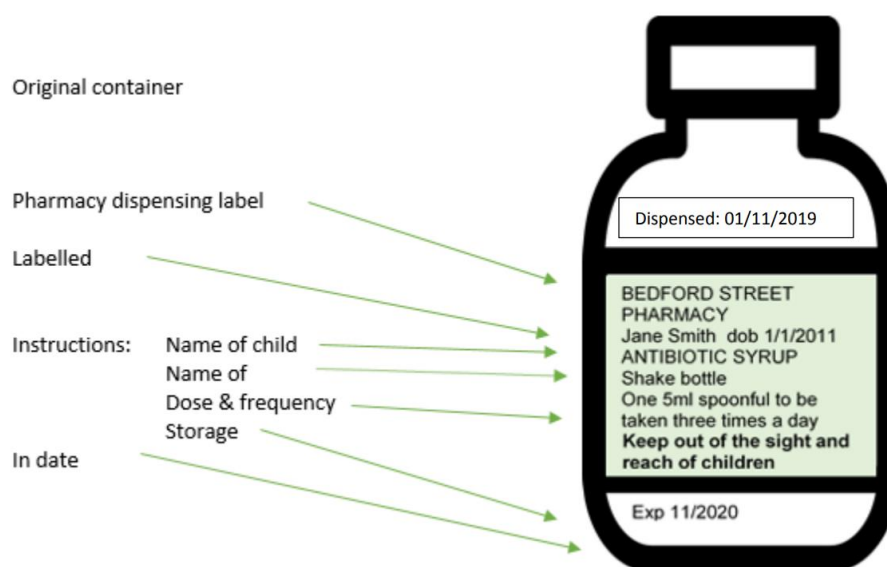 Original container
Pharmacy dispensing label
Labelled
Instructions: Name of child
Name of
Dose & frequency
Storage
In date
Dispensed: 01/11/2019
BEDFORD STREET
PHARMACY
Jane Smith dob 1/1/2011
ANTIBIOTIC SYRUP
Shake bottle
One 5ml spoonful to be
taken three times a day
Keep out of the sight and
reach of children
Exp 11/2020